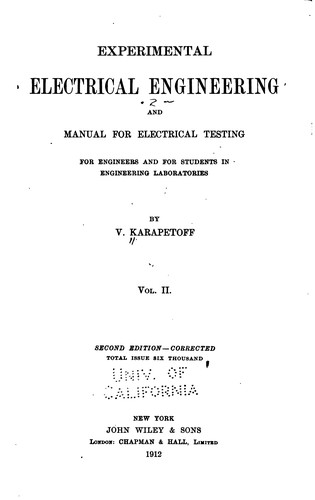 EXPERIMENTAL
ELECTRICAL ENGINEERING
2
AND
MANUAL FOR ELECTRICAL TESTING
FOR ENGINEERS AND FOR STUDENTS IN
ENGINEERING LABORATORIES
BY
V. KARAPETOFF
VOL. II.
SECOND EDITION—CORRECTED
TOTAL ISSUE SIX THOUSAND
UNIV. OF
CALIFORNIA
NEW YORK
JOHN WILEY & SONS
LONDON: CHAPMAN & HALL, LIMITED
1912